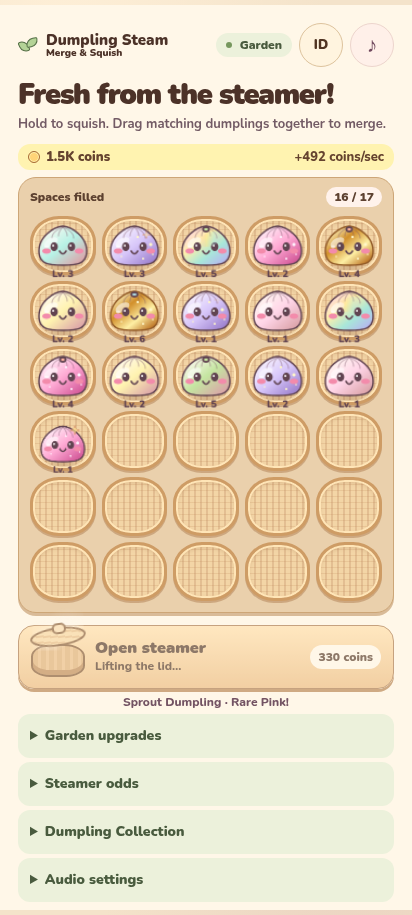 Dumpling Steam
Merge & Squish
Garden
ID
Fresh from the steamer!
Hold to squish. Drag matching dumplings together to merge.
1.5K coins
+492 coins/sec
Spaces filled
16 / 17
Lv. 3
Lv. 3
Lv. 5
Lv. 2
Lv. 4
Lv. 2
Lv. 6
Lv. 1
Lv. 1
Lv. 3
Lv. 4
Lv. 2
Lv. 5
Lv. 2
Lv. 1
Lv. 1
Open steamer
Lifting the lid...
330 coins
Sprout Dumpling · Rare Pink!
Garden upgrades
Steamer odds
Dumpling Collection
Audio settings